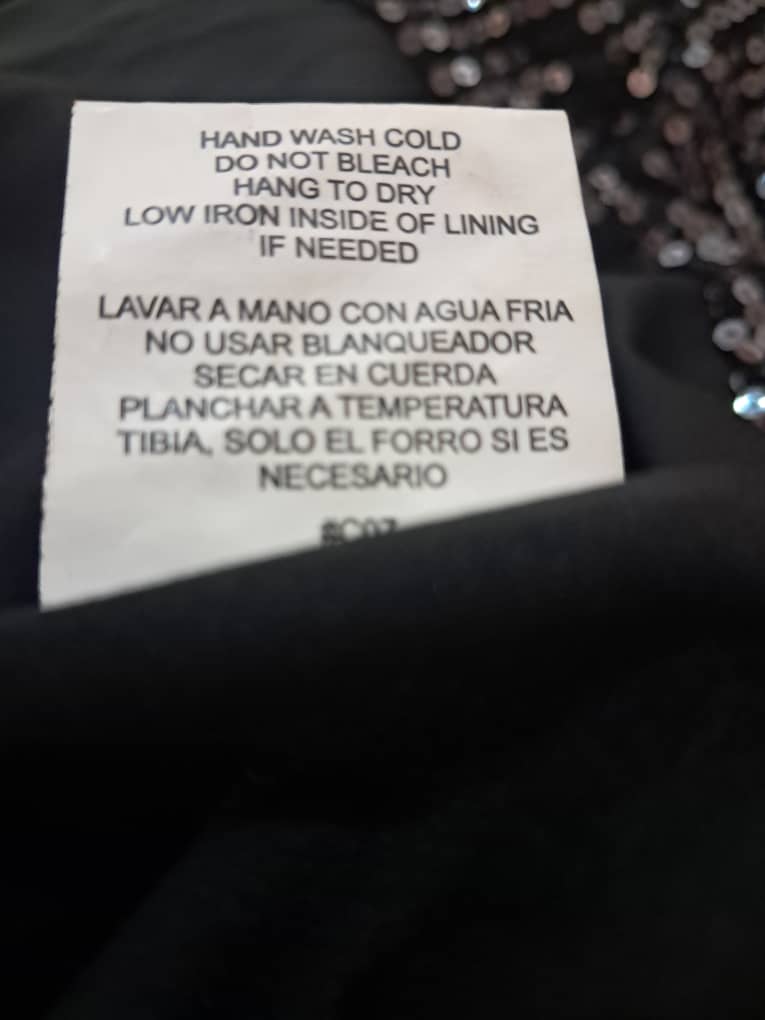 HAND WASH COLD
DO NOT BLEACH
HANG TO DRY
LOW IRON INSIDE OF LINING
IF NEEDED
LAVAR A MANO CON AGUA FRIA
NO USAR BLANQUEADOR
SECAR EN CUERDA
PLANCHAR A TEMPERATURA
TIBIA, SOLO EL FORRO SI ES
NECESARIO